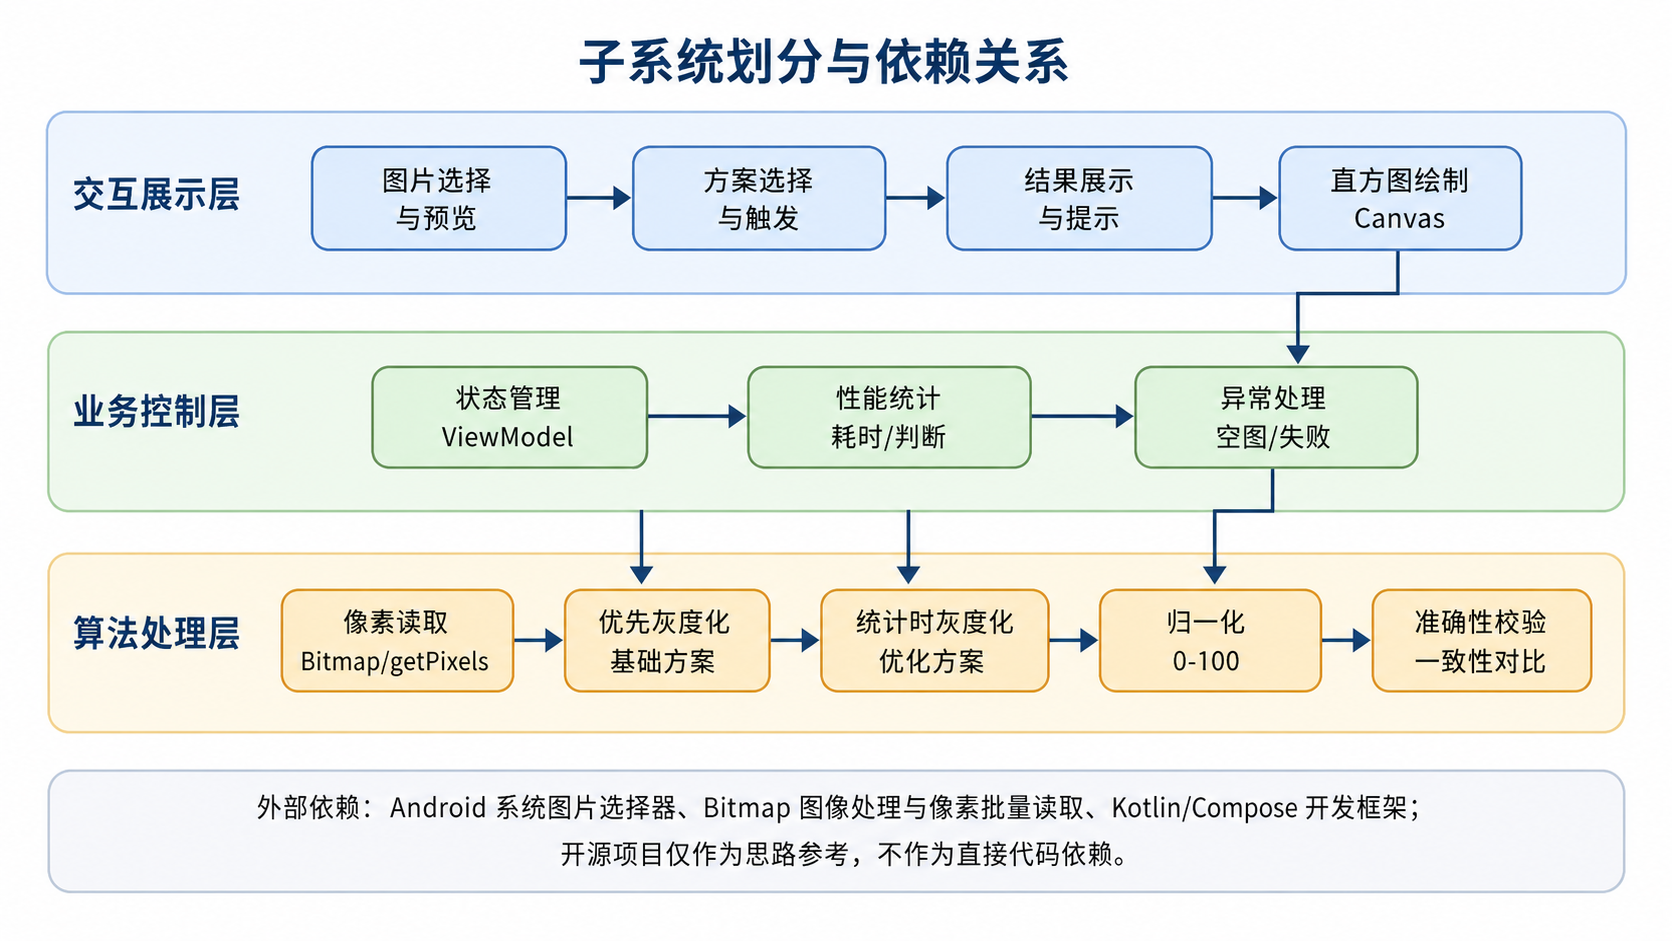 子系统划分与依赖关系
交互展示层
图片选择
与预览
方案选择
与触发
结果展示
与提示
直方图绘制
Canvas
业务控制层
状态管理
ViewModel
性能统计
耗时/判断
异常处理
空图/失败
算法处理层
像素读取
Bitmap/getPixels
优先灰度化
基础方案
统计时灰度化
优化方案
归一化
0-100
准确性校验
一致性对比
外部依赖：Android 系统图片选择器、Bitmap 图像处理与像素批量读取、Kotlin/Compose 开发框架；
开源项目仅作为思路参考，不作为直接代码依赖。